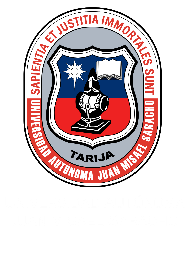 SAPIENTIA ET JUSTITIA IMMORTALES SUNT
TARIJA
UNIVERSIDAD AUTONOMA JUAN MISAEL SARACHO